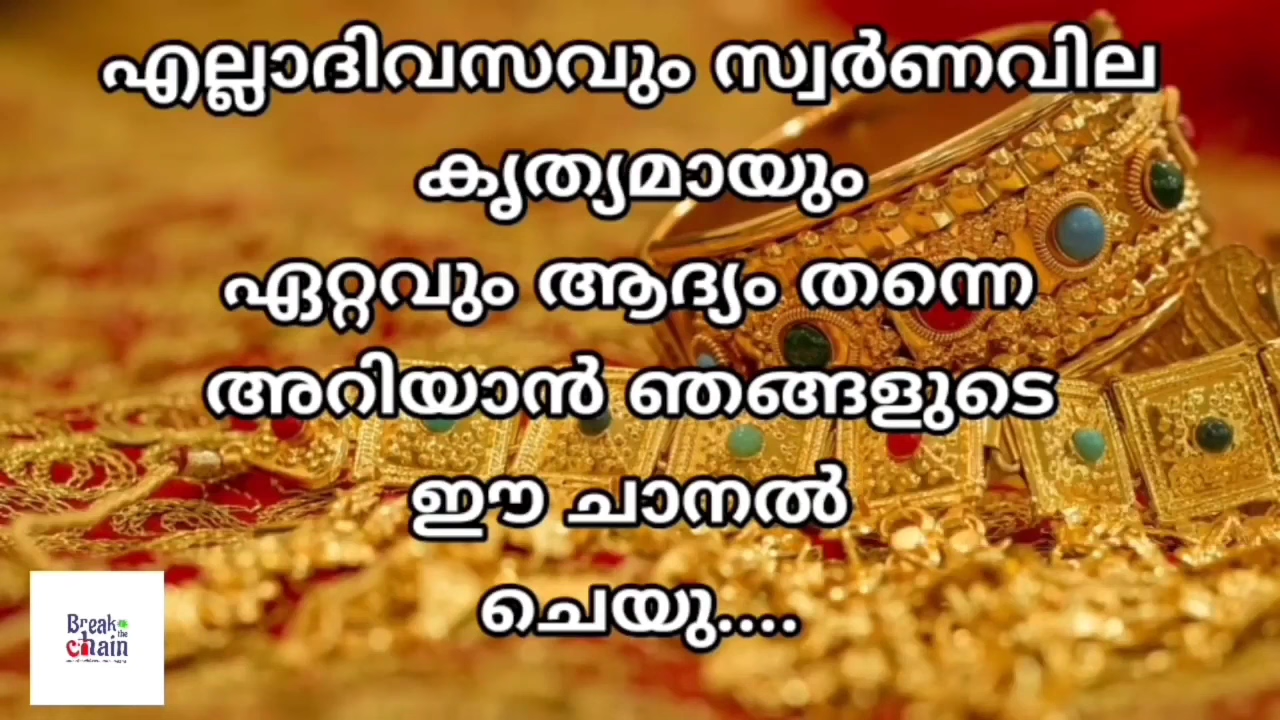 എല്ലാദിവസവും സ്വർണവില
കൃത്യമായും
ഏറ്റവും ആദ്യം തന്നെ
അറിയാൻ ഞങ്ങളുടെ
ഈ ചാനൽ
ചെയു....
Break
the
chain